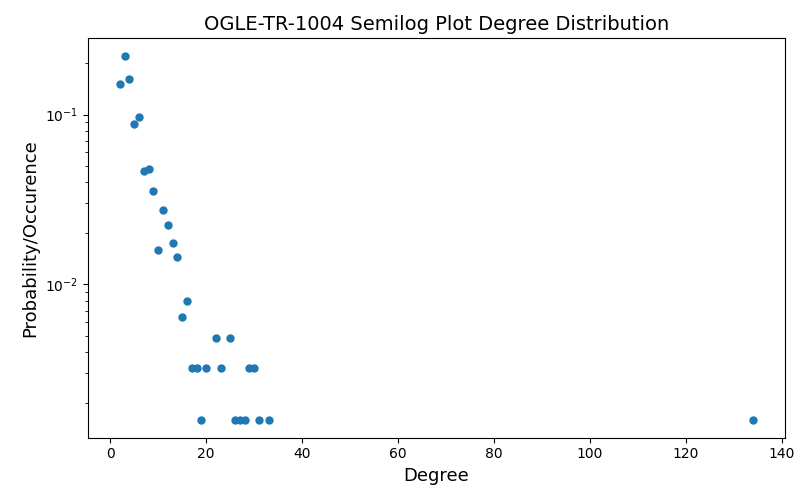 OGLE-TR-1004 Semilog Plot Degree Distribution
Probability/Occurence
10⁻¹
10⁻²
0 20 40 60 80 100 120 140
Degree